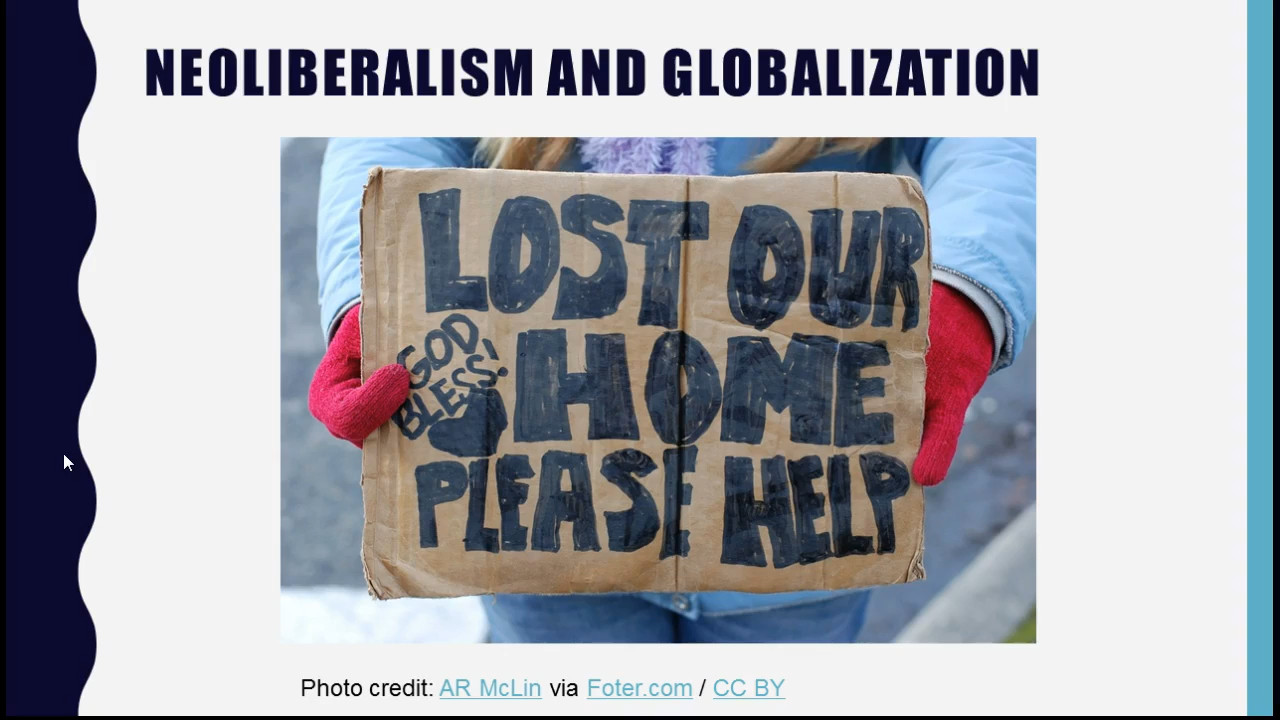 NEOLIBERALISM AND GLOBALIZATION
LOST OUR
GOD
BLESS!
HOME
PLEASE HELP
Photo credit: AR McLin via Foter.com / CC BY